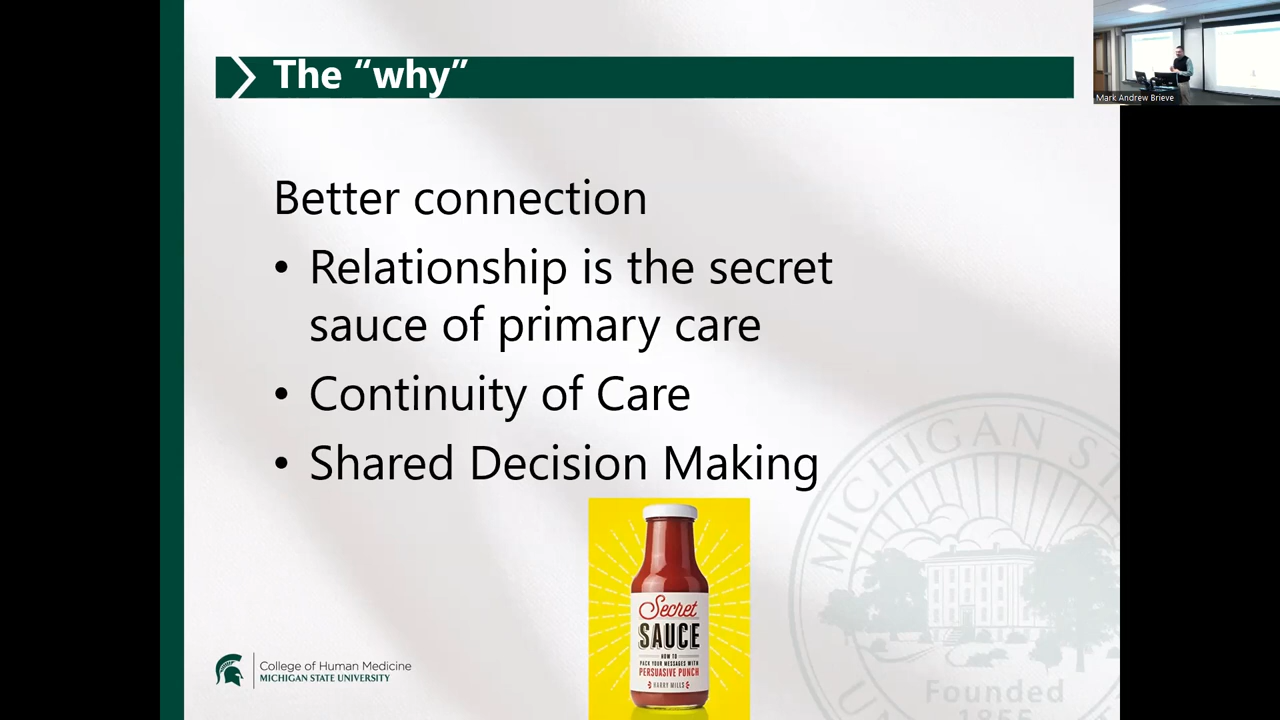 The “why”
Mark Andrew Brieve
Better connection
• Relationship is the secret
sauce of primary care
• Continuity of Care
• Shared Decision Making
Secret
SAUCE
HOW TO
PACK YOUR MESSAGES WITH
PERSUASIVE PUNCH
HARRY MILLS
College of Human Medicine
MICHIGAN STATE UNIVERSITY
MICHIGAN ST
Founded
1855